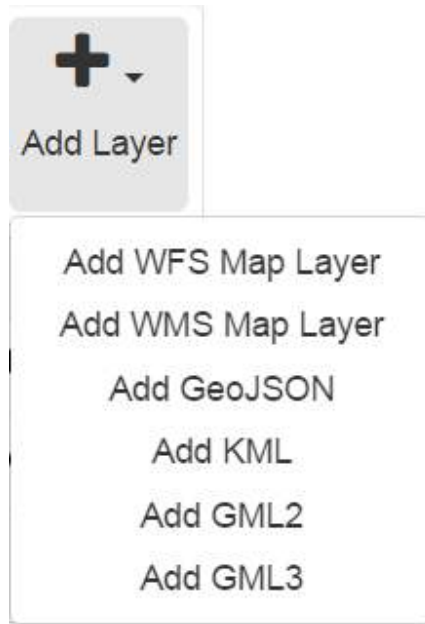 Add Layer
Add WFS Map Layer
Add WMS Map Layer
Add GeoJSON
Add KML
Add GML2
Add GML3